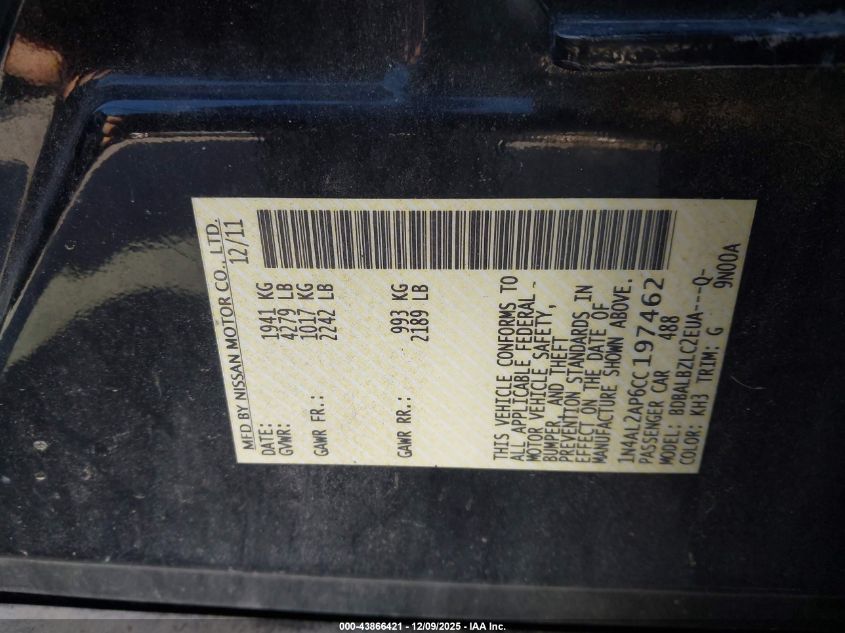 MFD BY NISSAN MOTOR CO., LTD.
DATE: 12/11
GVWR: 1941 KG
4279 LB
GAWR FR.: 1017 KG
2242 LB
GAWR RR.: 993 KG
2189 LB
THIS VEHICLE CONFORMS TO
ALL APPLICABLE FEDERAL
MOTOR VEHICLE SAFETY,
BUMPER, AND THEFT
PREVENTION STANDARDS IN
EFFECT ON THE DATE OF
MANUFACTURE SHOWN ABOVE.
1N4AL2AP6CC197462
PASSENGER CAR 488
MODEL: BDBALBZLC2EUA---Q-
COLOR: KH3 TRIM: G 9N00A
000-43866421 • 12/09/2025 • IAA Inc.